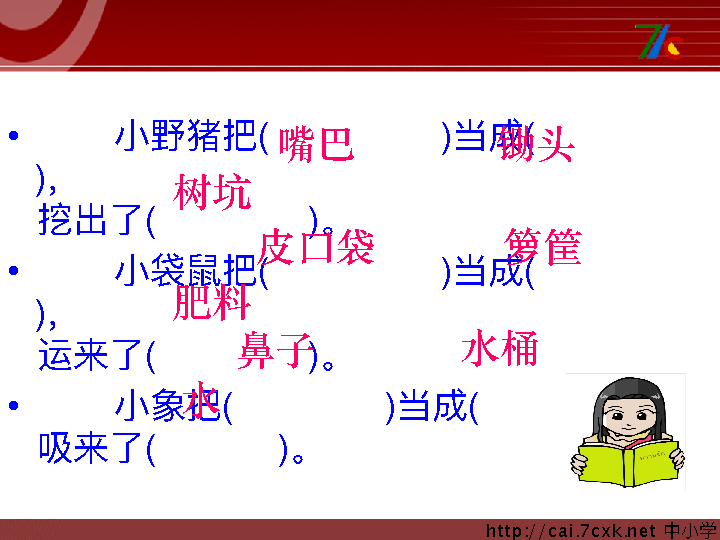 • 小野猪把( 嘴巴 )当成( 锄头
),
树坑
挖出了( )。
皮口袋 箩筐
• 小袋鼠把( )当成(
),
肥料
运来了( )。
鼻子 水桶
• 小象把( )当成(
水
吸来了( )。
7c
http://cai.7cxk.net 中小学